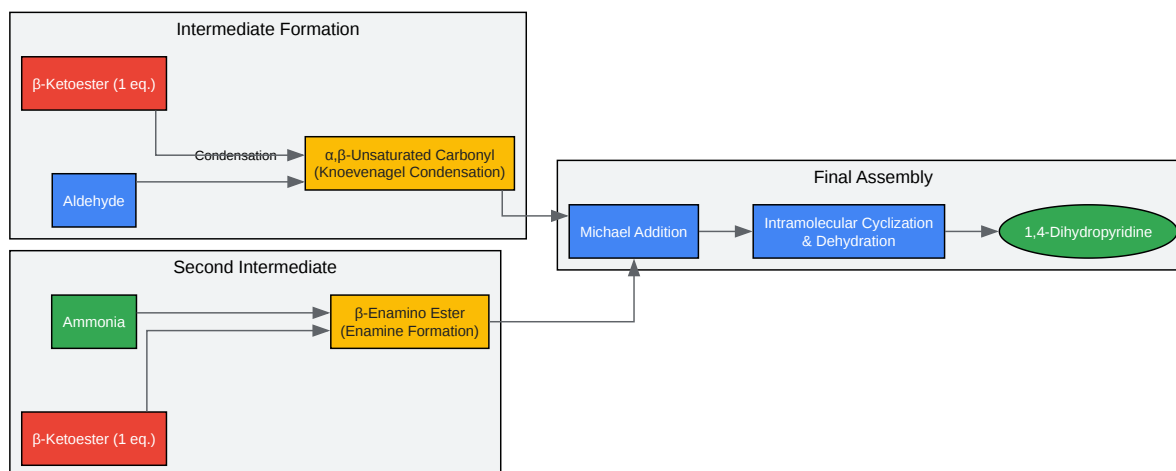 Intermediate Formation
β-Ketoester (1 eq.)
Condensation
α,β-Unsaturated Carbonyl
(Knoevenagel Condensation)
Aldehyde
Final Assembly
Michael Addition
Intramolecular Cyclization
& Dehydration
1,4-Dihydropyridine
Second Intermediate
Ammonia
β-Enamino Ester
(Enamine Formation)
β-Ketoester (1 eq.)